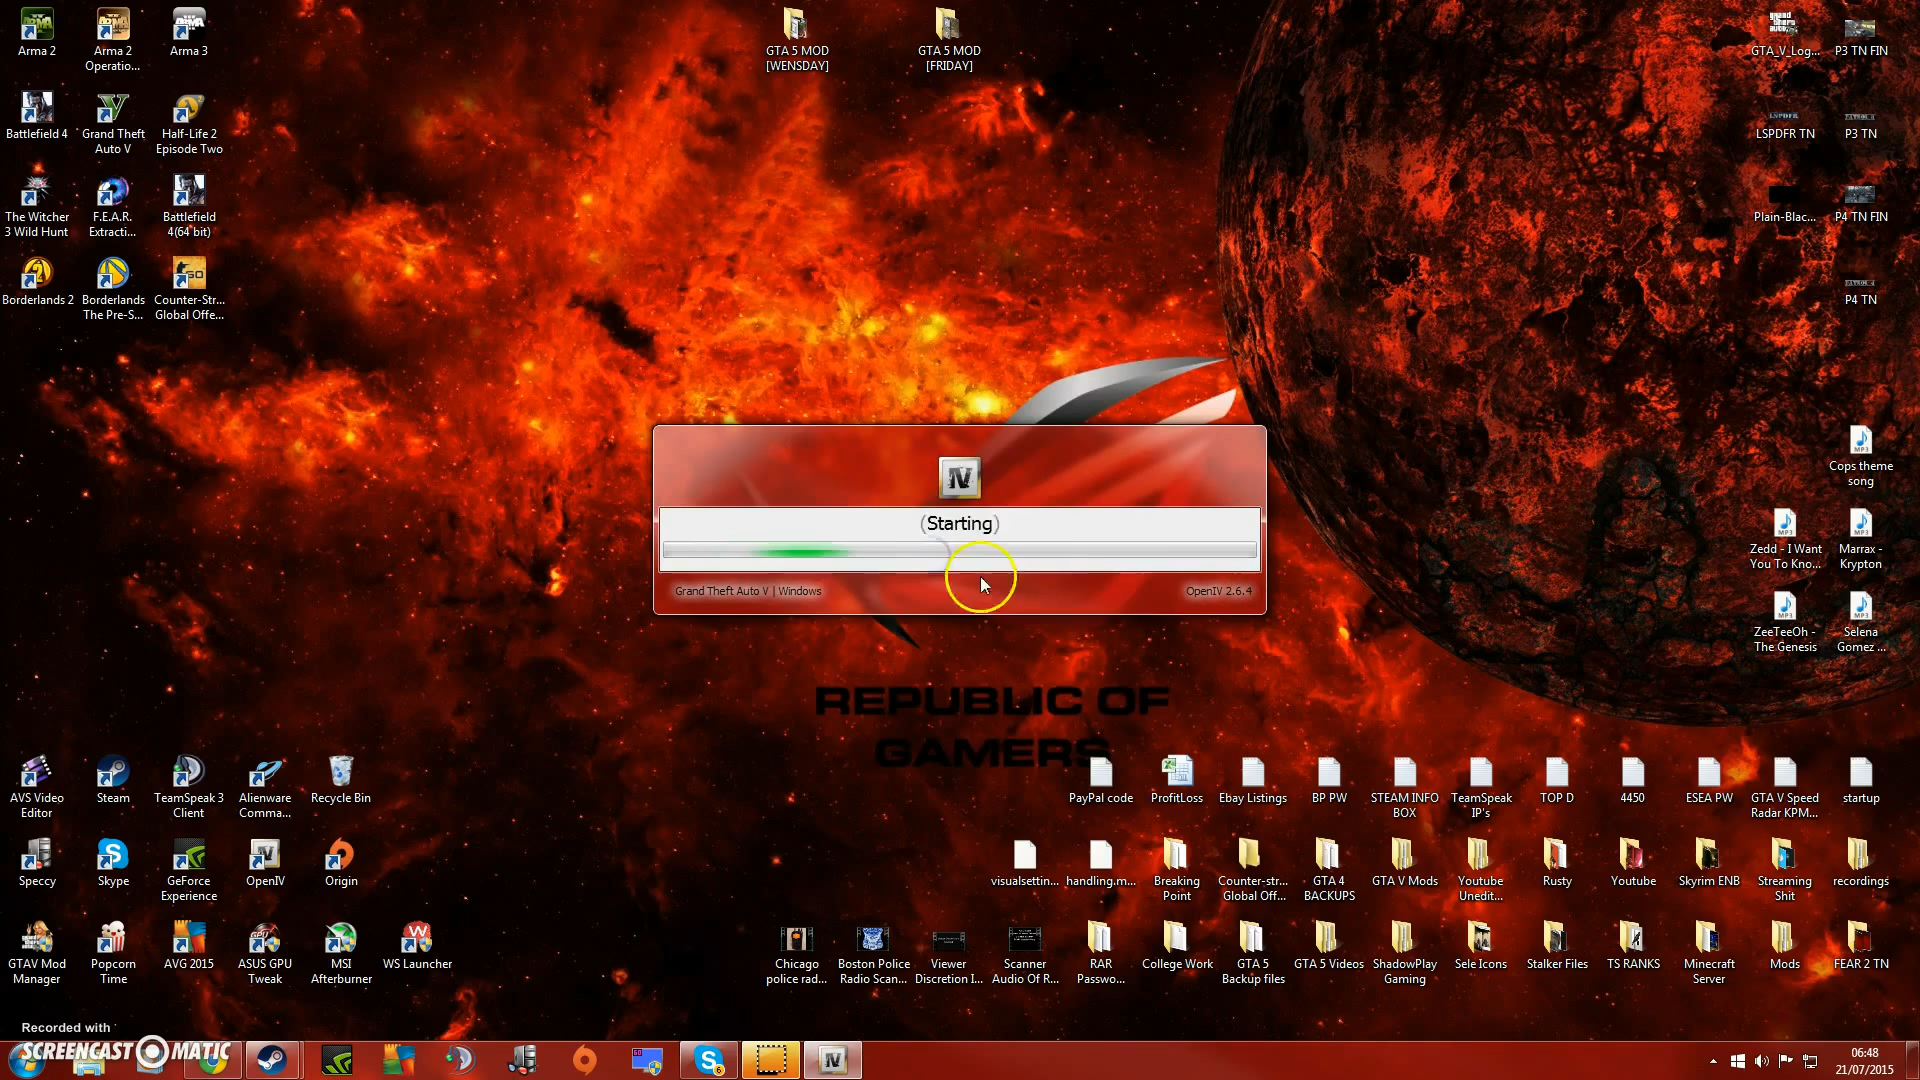 Arma 2
Arma 2
Operatio...
Arma 3
GTA 5 MOD
[WENSDAY]
GTA 5 MOD
[FRIDAY]
GTA_V_Log...
P3 TN FIN
Battlefield 4
Grand Theft
Auto V
Half-Life 2
Episode Two
LSPDFR TN
P3 TN
The Witcher
3 Wild Hunt
F.E.A.R.
Extracti...
Battlefield
4(64 bit)
Plain-Blac...
P4 TN FIN
Borderlands 2
Borderlands
The Pre-S...
Counter-Str...
Global Offe...
P4 TN
Cops theme
song
(Starting)
Grand Theft Auto V | Windows
OpenIV 2.6.4
Zedd - I Want
You To Kno...
Marrax -
Krypton
ZeeTeeOh -
The Genesis
Selena
Gomez ...
REPUBLIC OF
GAMERS
AVS Video
Editor
Steam
TeamSpeak 3
Client
Alienware
Comma...
Recycle Bin
PayPal code
ProfitLoss
Ebay Listings
BP PW
STEAM INFO
BOX
TeamSpeak
IP's
TOP D
4450
ESEA PW
GTA V Speed
Radar KPM...
startup
Speccy
Skype
GeForce
Experience
OpenIV
Origin
visualsettin...
handling.m...
Breaking
Point
Counter-str...
Global Off...
GTA 4
BACKUPS
GTA V Mods
Youtube
Unedit...
Rusty
Youtube
Skyrim ENB
Streaming
Shit
recordings
GTAV Mod
Manager
Popcorn
Time
AVG 2015
ASUS GPU
Tweak
MSI
Afterburner
WS Launcher
Chicago
police rad...
Boston Police
Radio Scan...
Viewer
Discretion I...
Scanner
Audio Of R...
RAR
Passwo...
College Work
GTA 5
Backup files
GTA 5 Videos
ShadowPlay
Gaming
Sele Icons
Stalker Files
TS RANKS
Minecraft
Server
Mods
FEAR 2 TN
Recorded with
SCREENCAST MATIC
06:48
21/07/2015